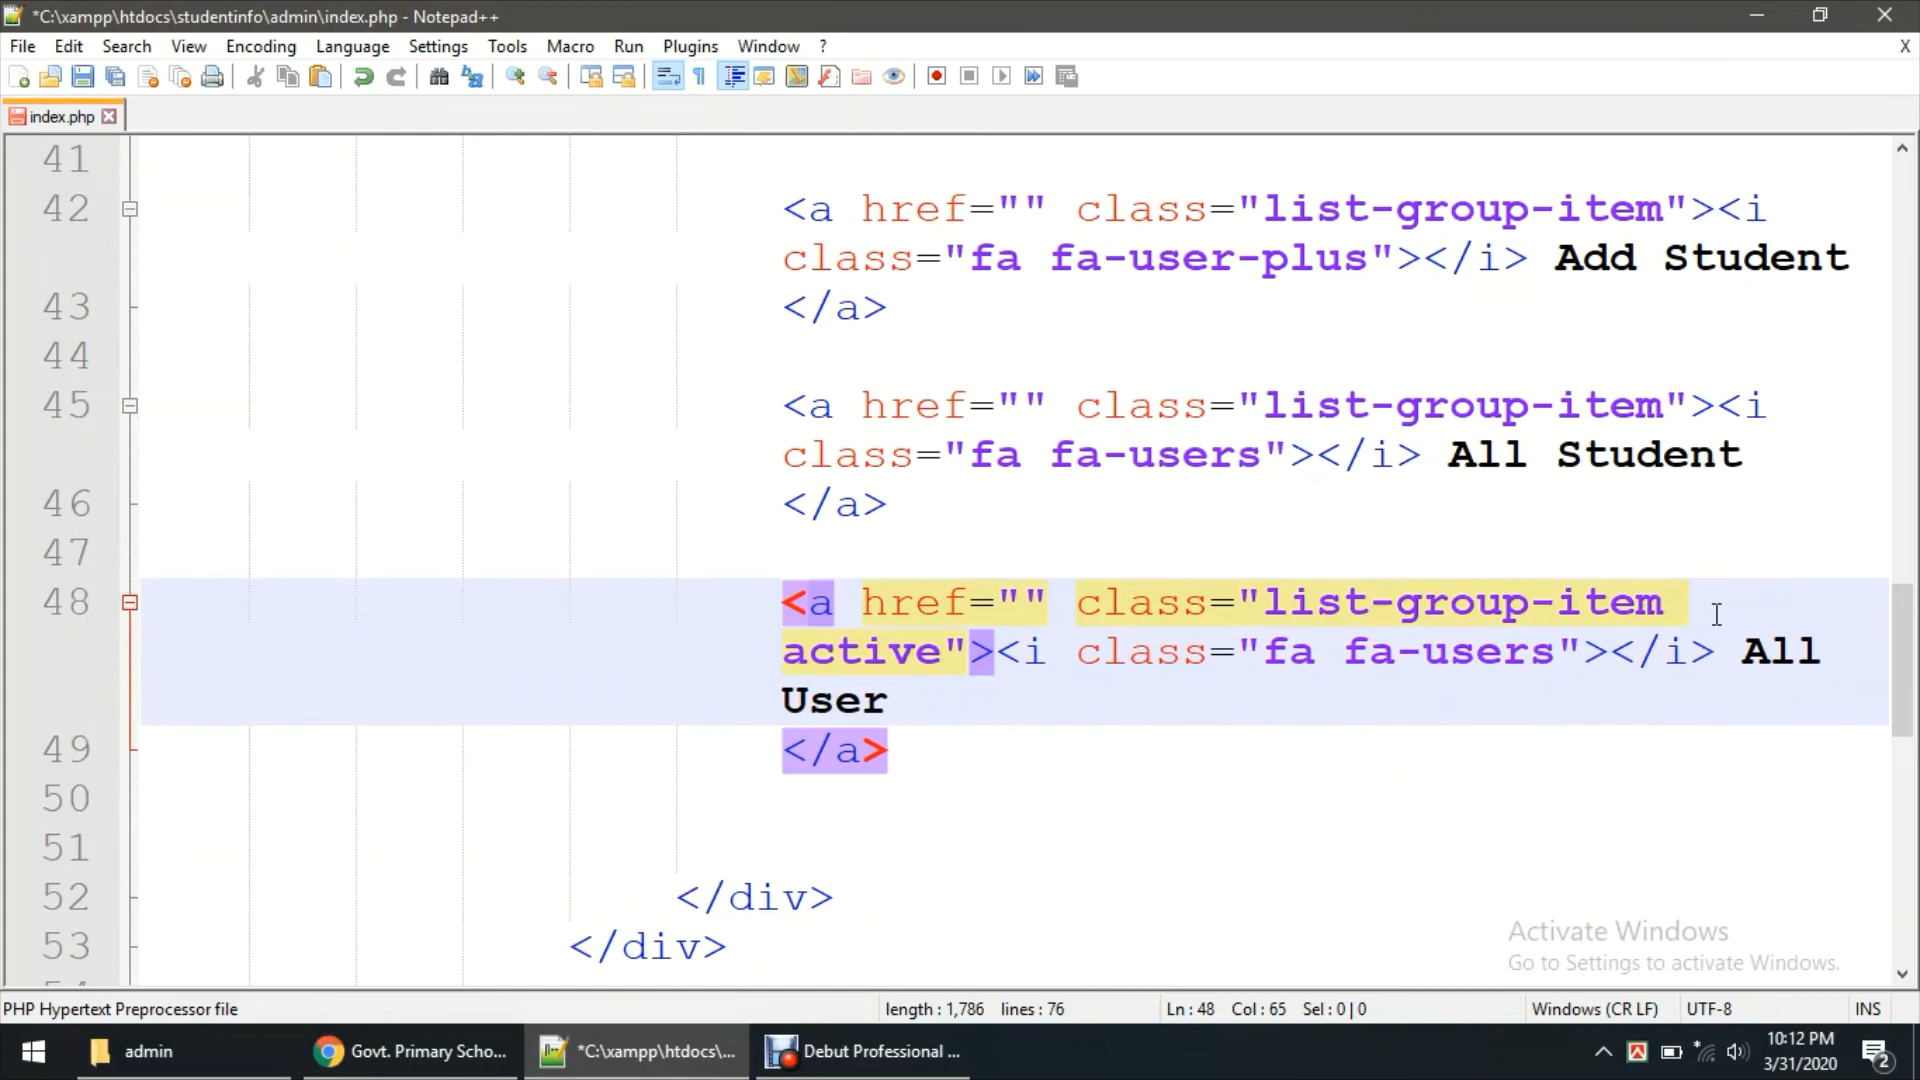 *C:\xampp\htdocs\studentinfo\admin\index.php - Notepad++
File Edit Search View Encoding Language Settings Tools Macro Run Plugins Window ? X
index.php
41
42 <a href="" class="list-group-item"><i
class="fa fa-user-plus"></i> Add Student
43 </a>
44
45 <a href="" class="list-group-item"><i
class="fa fa-users"></i> All Student
46 </a>
47
48 <a href="" class="list-group-item
active"><i class="fa fa-users"></i> All
User
49 </a>
50
51
52 </div>
53 </div>
Activate Windows
Go to Settings to activate Windows.
PHP Hypertext Preprocessor file length : 1,786 lines : 76 Ln : 48 Col : 65 Sel : 0 | 0 Windows (CR LF) UTF-8 INS
admin Govt. Primary Scho... *C:\xampp\htdocs\... Debut Professional ... 10:12 PM
3/31/2020 2